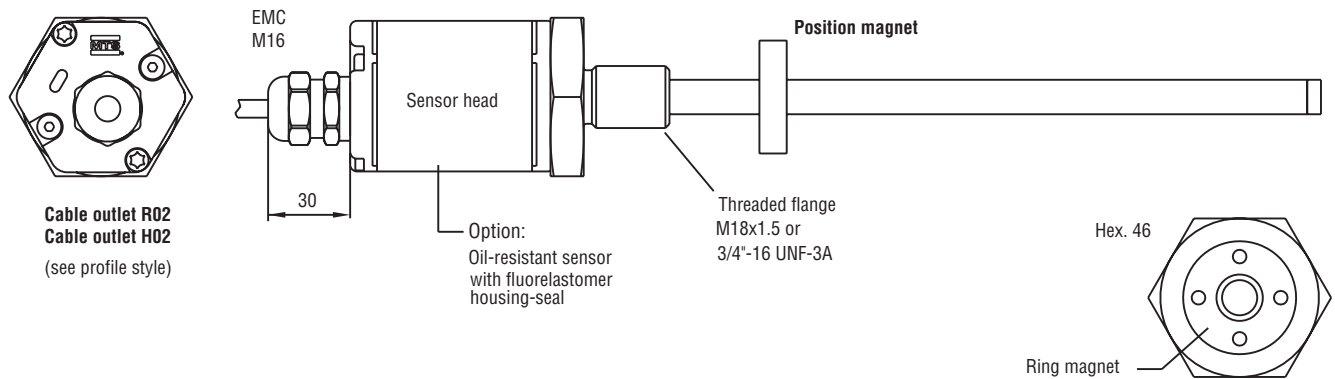 MTS
EMC
M16
Sensor head
Position magnet
30
Cable outlet R02
Cable outlet H02
(see profile style)
Option:
Oil-resistant sensor
with fluorelastomer
housing-seal
Threaded flange
M18x1.5 or
3/4"-16 UNF-3A
Hex. 46
Ring magnet